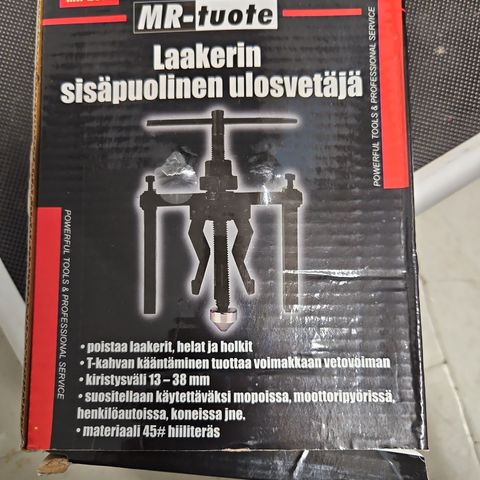 MR-tuote
Laakerin
sisäpuolinen ulosvetäjä
POWERFUL TOOLS & PROFESSIONAL SERVICE
POWERFUL TOOLS & PROFESSIONAL SERVICE
• poistaa laakerit, helat ja holkit
• T-kahvan kääntäminen tuottaa voimakkaan vetovoiman
• kiristysväli 13 – 38 mm
• suositellaan käytettäväksi mopoissa, moottoripyörissä,
henkilöautoissa, koneissa jne.
• materiaali 45# hiiliteräs